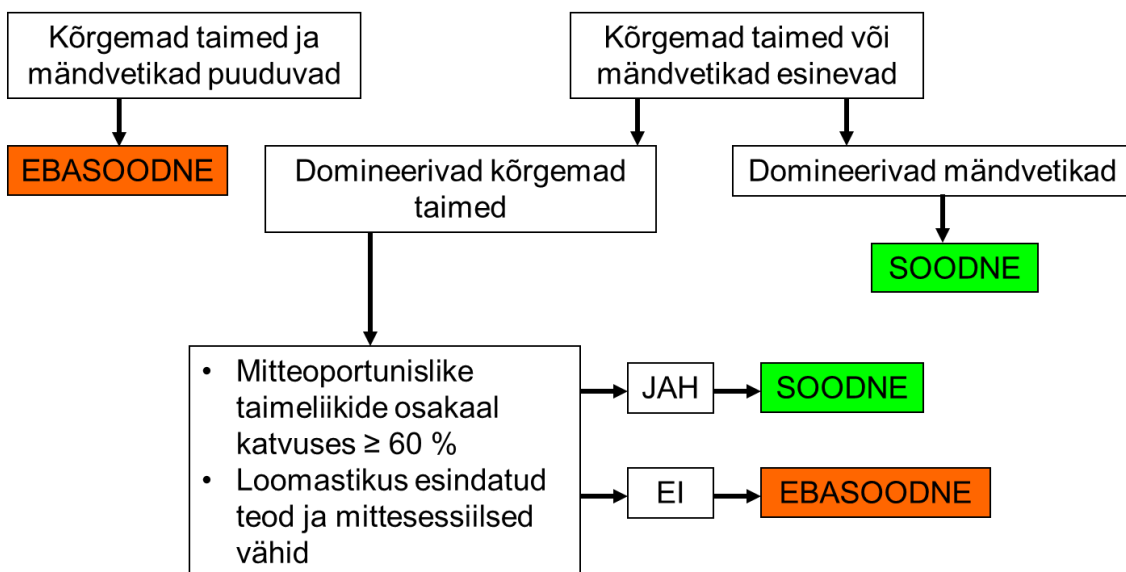 Kõrgemad taimed ja
mändvetikad puuduvad
Kõrgemad taimed või
mändvetikad esinevad
EBASOODNE
Domineerivad kõrgemad
taimed
Domineerivad mändvetikad
SOODNE
• Mitteoportunislike
taimeliikide osakaal
katvuses ≥ 60 %
• Loomastikus esindatud
teod ja mittesessiilsed
vähid
JAH
SOODNE
EI
EBASOODNE